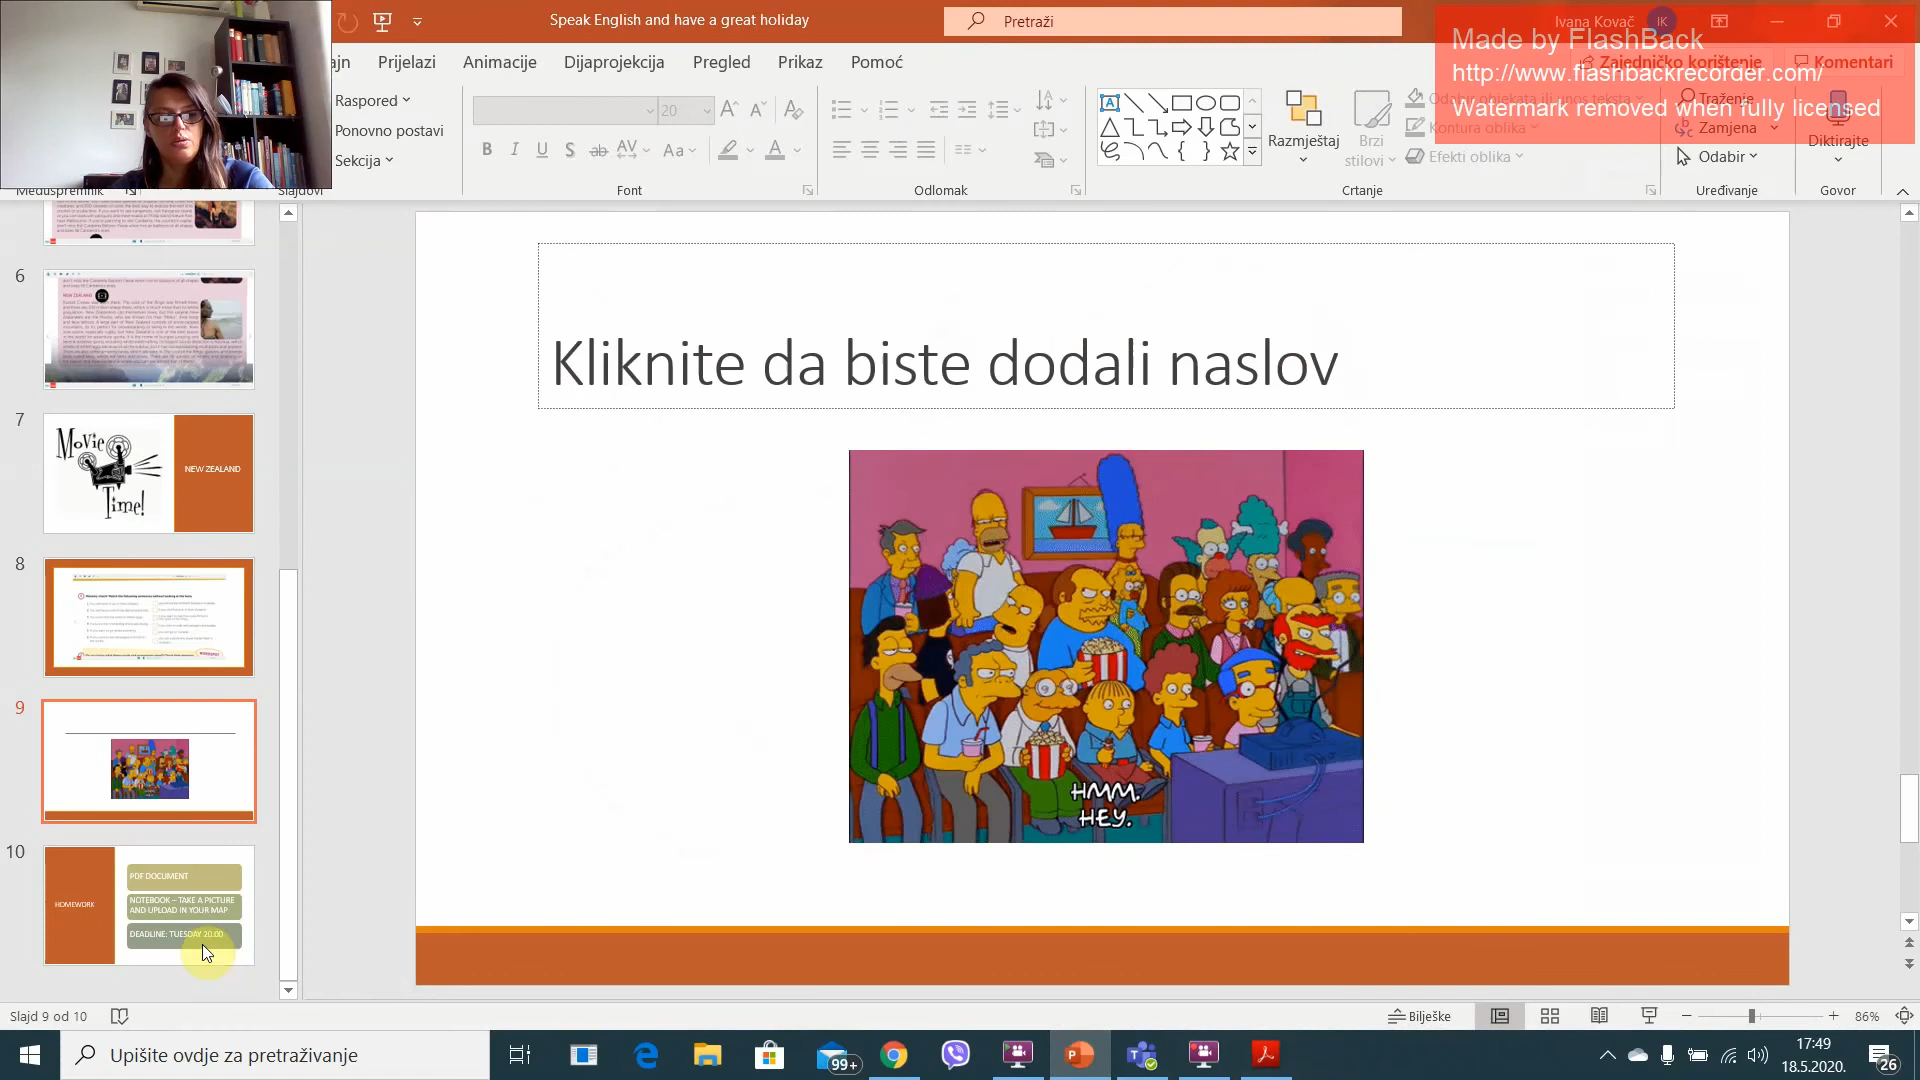 Speak English and have a great holiday
Pretraži
Ivana Kovač
IK
Made by FlashBack
http://www.flashbackrecorder.com/
Watermark removed when fully licensed
ajn
Prijelazi
Animacije
Dijaprojekcija
Pregled
Prikaz
Pomoć
Zajedničko korištenje
Komentari
Raspored
Ponovno postavi
Sekcija
20
Razmještaj
Brzi
stilovi
Kontura oblika
Efekti oblika
Traženje
Zamjena
Odabir
Diktirajte
Međuspremnik
Slajdovi
Font
Odlomak
Crtanje
Uređivanje
Govor
6
NEW ZEALAND
7
Movie
Time!
NEW ZEALAND
8
9
10
HOMEWORK
PDF DOCUMENT
NOTEBOOK – TAKE A PICTURE
AND UPLOAD IN YOUR MAP
DEADLINE: TUESDAY 20:00
Kliknite da biste dodali naslov
HMM.
HEY.
Slajd 9 od 10
Bilješke
86%
Upišite ovdje za pretraživanje
99+
17:49
18.5.2020.
26